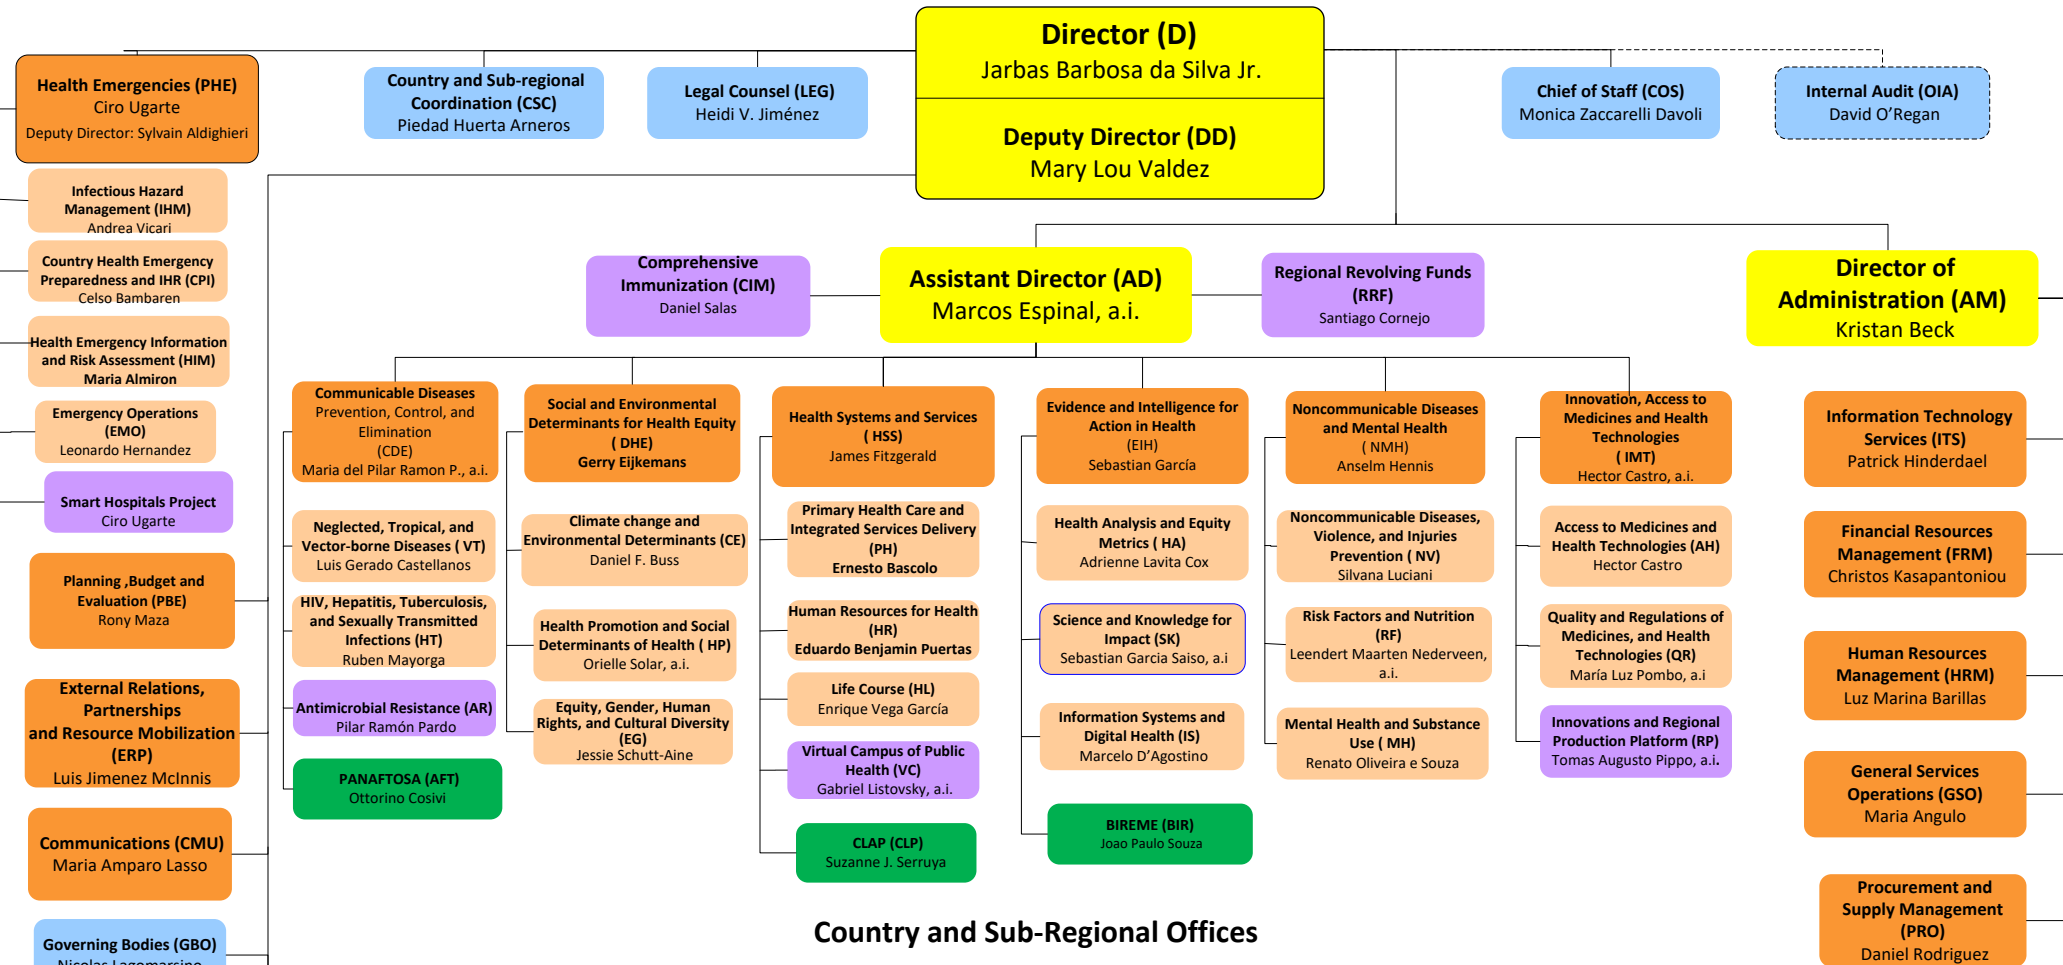 Director (D)
Jarbas Barbosa da Silva Jr.
Deputy Director (DD)
Mary Lou Valdez
Health Emergencies (PHE)
Ciro Ugarte
Deputy Director: Sylvain Aldighieri
Country and Sub-regional
Coordination (CSC)
Piedad Huerta Arneros
Legal Counsel (LEG)
Heidi V. Jiménez
Chief of Staff (COS)
Monica Zaccarelli Davoli
Internal Audit (OIA)
David O'Regan
Infectious Hazard
Management (IHM)
Andrea Vicari
Country Health Emergency
Preparedness and IHR (CPI)
Celso Bambaren
Health Emergency Information
and Risk Assessment (HIM)
Maria Almiron
Emergency Operations
(EMO)
Leonardo Hernandez
Smart Hospitals Project
Ciro Ugarte
Planning ,Budget and
Evaluation (PBE)
Rony Maza
External Relations,
Partnerships
and Resource Mobilization
(ERP)
Luis Jimenez McInnis
Communications (CMU)
Maria Amparo Lasso
Governing Bodies (GBO)
Nicolas Lagomarsino
Comprehensive
Immunization (CIM)
Daniel Salas
Assistant Director (AD)
Marcos Espinal, a.i.
Regional Revolving Funds
(RRF)
Santiago Cornejo
Director of
Administration (AM)
Kristan Beck
Communicable Diseases
Prevention, Control, and
Elimination
(CDE)
Maria del Pilar Ramon P., a.i.
Neglected, Tropical, and
Vector-borne Diseases ( VT)
Luis Gerado Castellanos
HIV, Hepatitis, Tuberculosis,
and Sexually Transmitted
Infections (HT)
Ruben Mayorga
Antimicrobial Resistance (AR)
Pilar Ramón Pardo
PANAFTOSA (AFT)
Ottorino Cosivi
Social and Environmental
Determinants for Health Equity
( DHE)
Gerry Eijkemans
Climate change and
Environmental Determinants (CE)
Daniel F. Buss
Health Promotion and Social
Determinants of Health ( HP)
Orielle Solar, a.i.
Equity, Gender, Human
Rights, and Cultural Diversity
(EG)
Jessie Schutt-Aine
Health Systems and Services
( HSS)
James Fitzgerald
Primary Health Care and
Integrated Services Delivery
(PH)
Ernesto Bascolo
Human Resources for Health
(HR)
Eduardo Benjamin Puertas
Life Course (HL)
Enrique Vega García
Virtual Campus of Public
Health (VC)
Gabriel Listovsky, a.i.
CLAP (CLP)
Suzanne J. Serruya
Evidence and Intelligence for
Action in Health
(EIH)
Sebastian García
Health Analysis and Equity
Metrics ( HA)
Adrienne Lavita Cox
Science and Knowledge for
Impact (SK)
Sebastian Garcia Saiso, a.i
Information Systems and
Digital Health (IS)
Marcelo D'Agostino
BIREME (BIR)
Joao Paulo Souza
Noncommunicable Diseases
and Mental Health
( NMH)
Anselm Hennis
Noncommunicable Diseases,
Violence, and Injuries
Prevention ( NV)
Silvana Luciani
Risk Factors and Nutrition
(RF)
Leendert Maarten Nederveen,
a.i.
Mental Health and Substance
Use ( MH)
Renato Oliveira e Souza
Innovation, Access to
Medicines and Health
Technologies
( IMT)
Hector Castro, a.i.
Access to Medicines and
Health Technologies (AH)
Hector Castro
Quality and Regulations of
Medicines, and Health
Technologies (QR)
María Luz Pombo, a.i
Innovations and Regional
Production Platform (RP)
Tomas Augusto Pippo, a.i.
Information Technology
Services (ITS)
Patrick Hinderdael
Financial Resources
Management (FRM)
Christos Kasapantoniou
Human Resources
Management (HRM)
Luz Marina Barillas
General Services
Operations (GSO)
Maria Angulo
Procurement and
Supply Management
(PRO)
Daniel Rodriguez
Country and Sub-Regional Offices